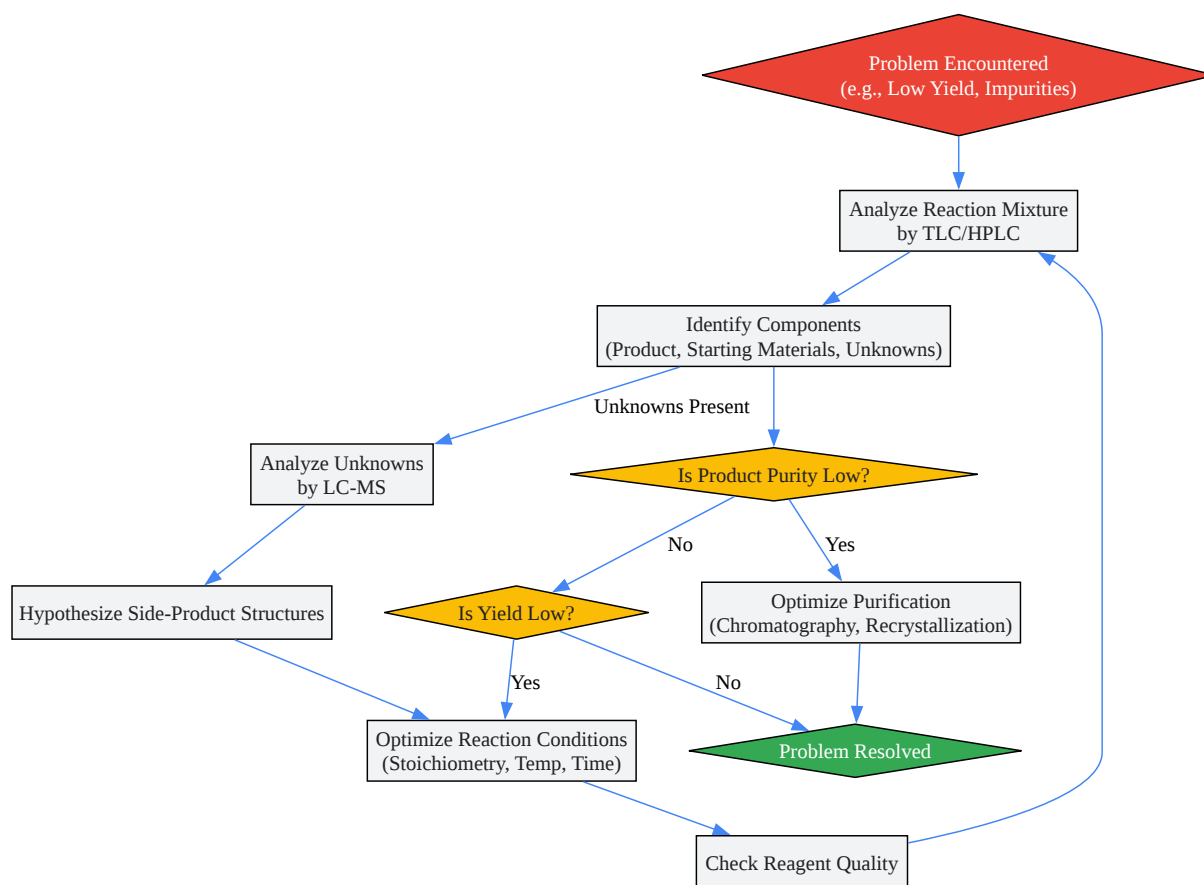 Problem Encountered
(e.g., Low Yield, Impurities)
Analyze Reaction Mixture
by TLC/HPLC
Identify Components
(Product, Starting Materials, Unknowns)
Unknowns Present
Analyze Unknowns
by LC-MS
Is Product Purity Low?
No
Yes
Hypothesize Side-Product Structures
Is Yield Low?
Optimize Purification
(Chromatography, Recrystallization)
Yes
No
Optimize Reaction Conditions
(Stoichiometry, Temp, Time)
Problem Resolved
Check Reagent Quality